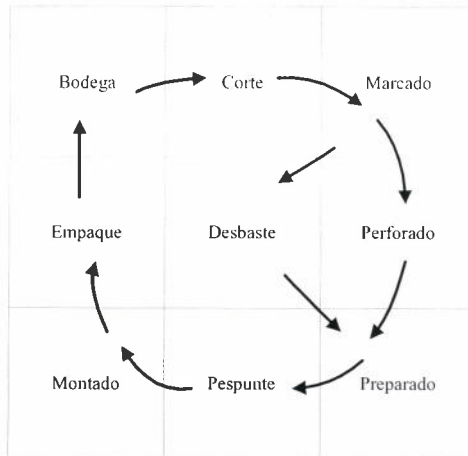 Bodega Corte Marcado
Empaque Desbaste Perforado
Montado Pespunte Preparado